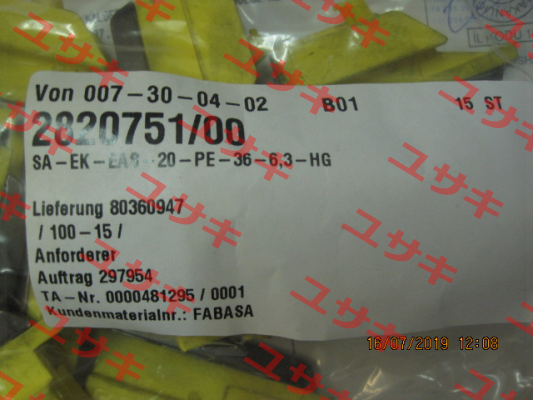 Von 007-30-04-02 B01 15 ST
2820751/00
SA-EK-EAS-20-PE-36-6,3-HG
Lieferung 80360947
/ 100-15 /
Anforderer
Auftrag 297954
TA-Nr. 0000481295 / 0001
Kundenmaterialnr.: FABASA
16/07/2019 12:08
ユサキ